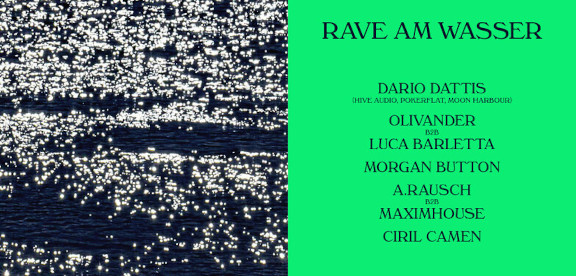 RAVE AM WASSER
DARIO DATTIS
(HIVE AUDIO, POKERFLAT, MOON HARBOUR)
OLIVANDER
B2B
LUCA BARLETTA
MORGAN BUTTON
A.RAUSCH
B2B
MAXIMHOUSE
CIRIL CAMEN